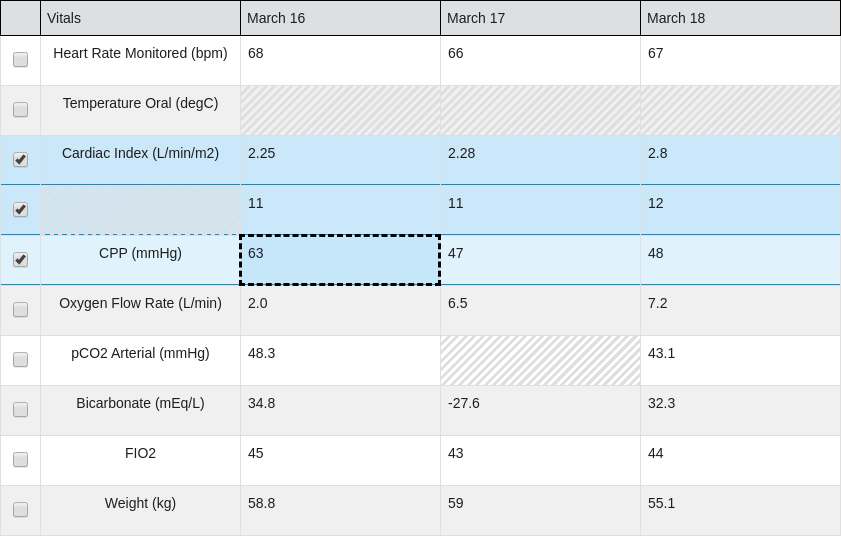 Vitals March 16 March 17 March 18
Heart Rate Monitored (bpm) 68 66 67
Temperature Oral (degC)
Cardiac Index (L/min/m2) 2.25 2.28 2.8
11 11 12
CPP (mmHg) 63 47 48
Oxygen Flow Rate (L/min) 2.0 6.5 7.2
pCO2 Arterial (mmHg) 48.3 43.1
Bicarbonate (mEq/L) 34.8 -27.6 32.3
FIO2 45 43 44
Weight (kg) 58.8 59 55.1